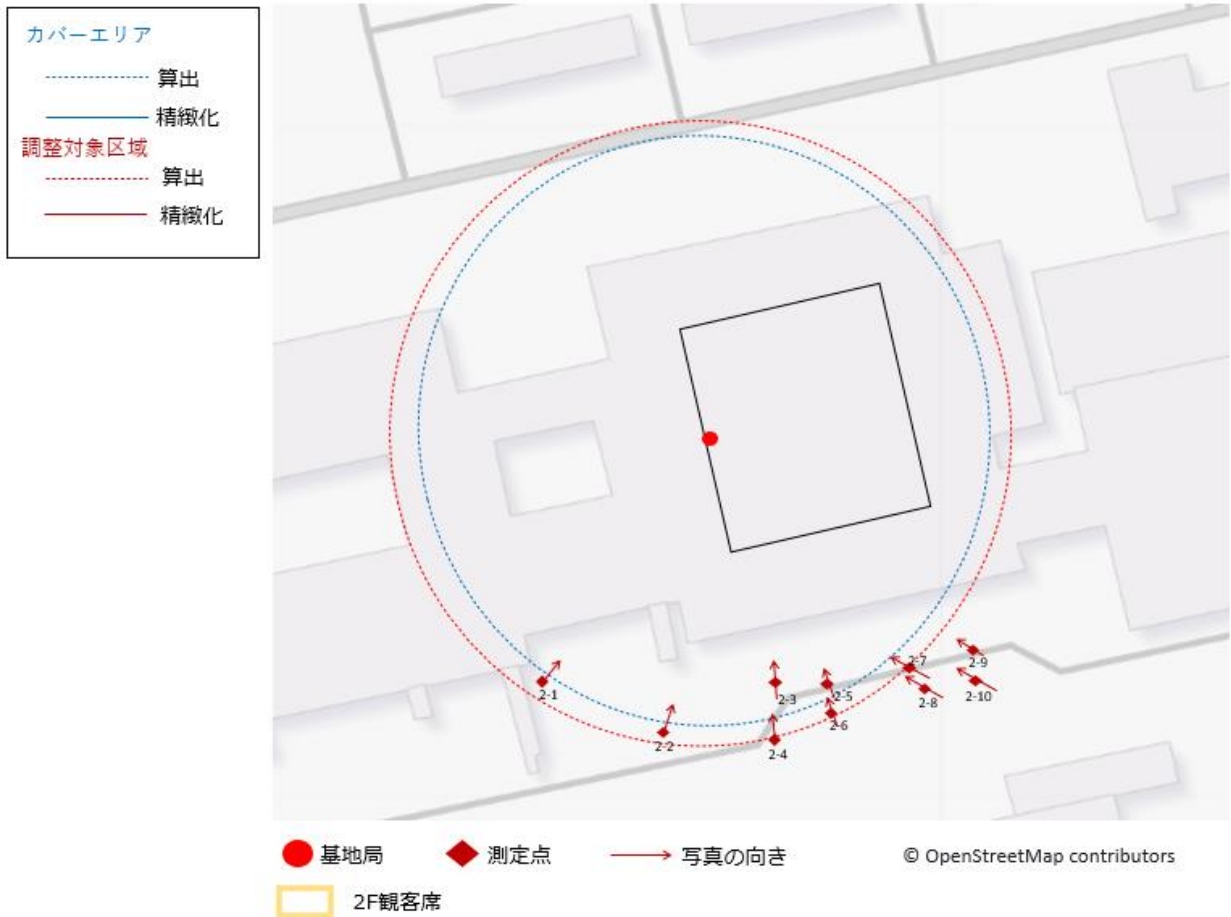 カバーエリア
算出
精緻化
調整対象区域
算出
精緻化
2-1
2-2
2-3
2-4
2-5
2-6
2-7
2-8
2-9
2-10
基地局
測定点
写真の向き
© OpenStreetMap contributors
2F観客席